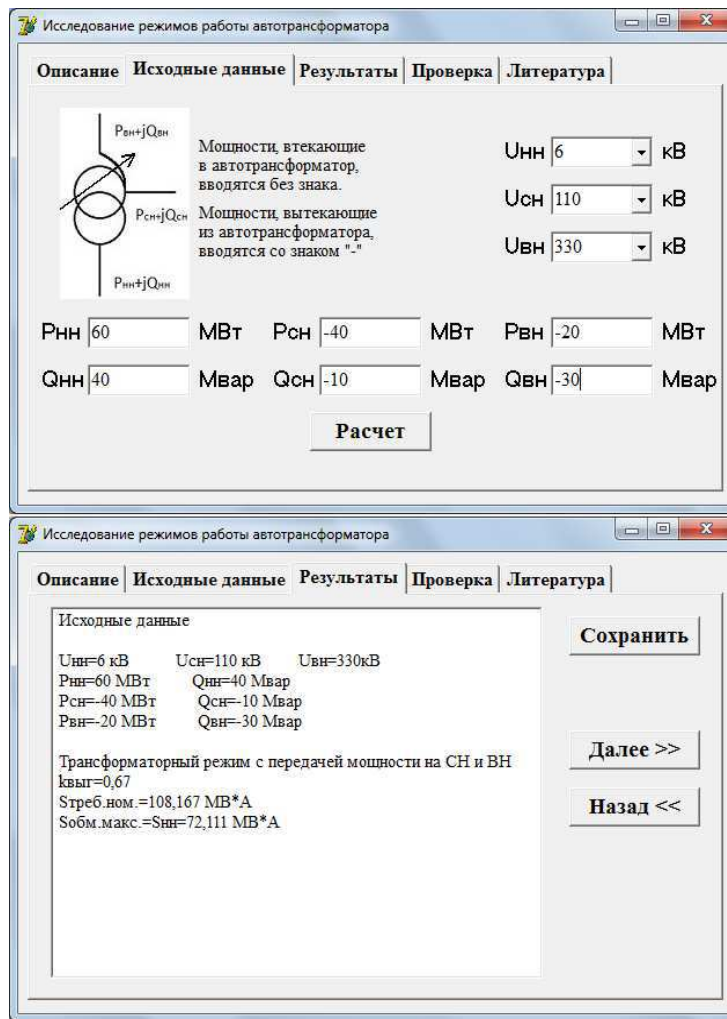 Исследование режимов работы автотрансформатора
Описание Исходные данные Результаты Проверка Литература
Pвн+jQвн
Pсн+jQсн
Pнн+jQнн
Мощности, втекающие
в автотрансформатор,
вводятся без знака.
Мощности, вытекающие
из автотрансформатора,
вводятся со знаком "-"
Uнн 6 кВ
Uсн 110 кВ
Uвн 330 кВ
Pнн 60 МВт Pсн -40 МВт Pвн -20 МВт
Qнн 40 Мвар Qсн -10 Мвар Qвн -30 Мвар
Расчет
Исследование режимов работы автотрансформатора
Описание Исходные данные Результаты Проверка Литература
Исходные данные
Uнн=6 кВ Uсн=110 кВ Uвн=330кВ
Pнн=60 МВт Qнн=40 Мвар
Pсн=-40 МВт Qсн=-10 Мвар
Pвн=-20 МВт Qвн=-30 Мвар
Трансформаторный режим с передачей мощности на СН и ВН
kвыг=0,67
Sтреб.ном.=108,167 МВ*А
Sобм.макс.=Sнн=72,111 МВ*А
Сохранить
Далее >>
Назад <<